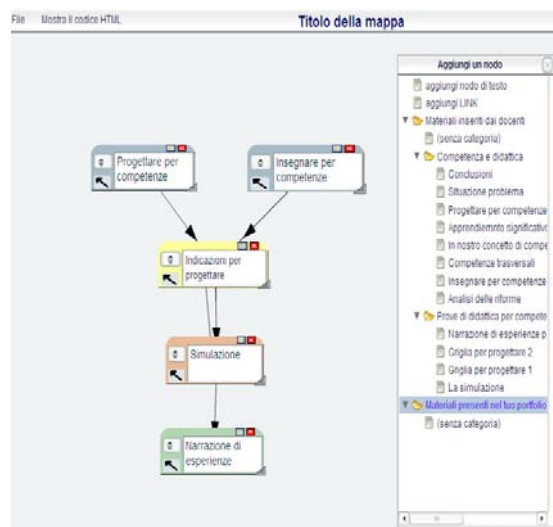 File Mostra il codice HTML Titolo della mappa
Progettare per
competenze
Insegnare per
competenze
Indicazioni per
progettare
Simulazione
Narrazione di
esperienze
Aggiungi un nodo
aggiungi nodo di testo
aggiungi LINK
Materiali inseriti dai docenti
(senza categoria)
Competenza e didattica
Conclusioni
Situazione problema
Progettare per competenze
Apprendiemnto significativo
In nostro concetto di compe
Competenze trasversali
Insegnare per competenze
Analisi delle riforme
Prove di didattica per compete
Narrazione di esperienze p
Griglia per progettare 2
Griglia per progettare 1
La simulazione
Materiali presenti nel tuo portfolio
(senza categoria)